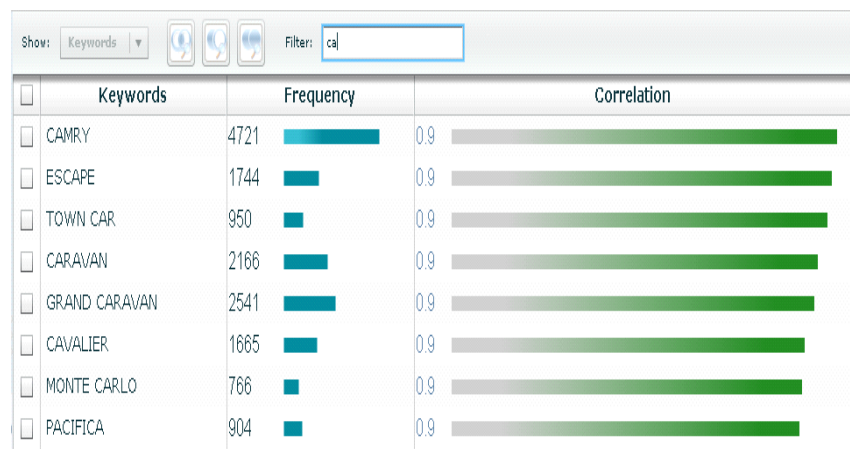 Show: Keywords Filter: ca
Keywords Frequency Correlation
CAMRY 4721 0.9
ESCAPE 1744 0.9
TOWN CAR 950 0.9
CARAVAN 2166 0.9
GRAND CARAVAN 2541 0.9
CAVALIER 1665 0.9
MONTE CARLO 766 0.9
PACIFICA 904 0.9